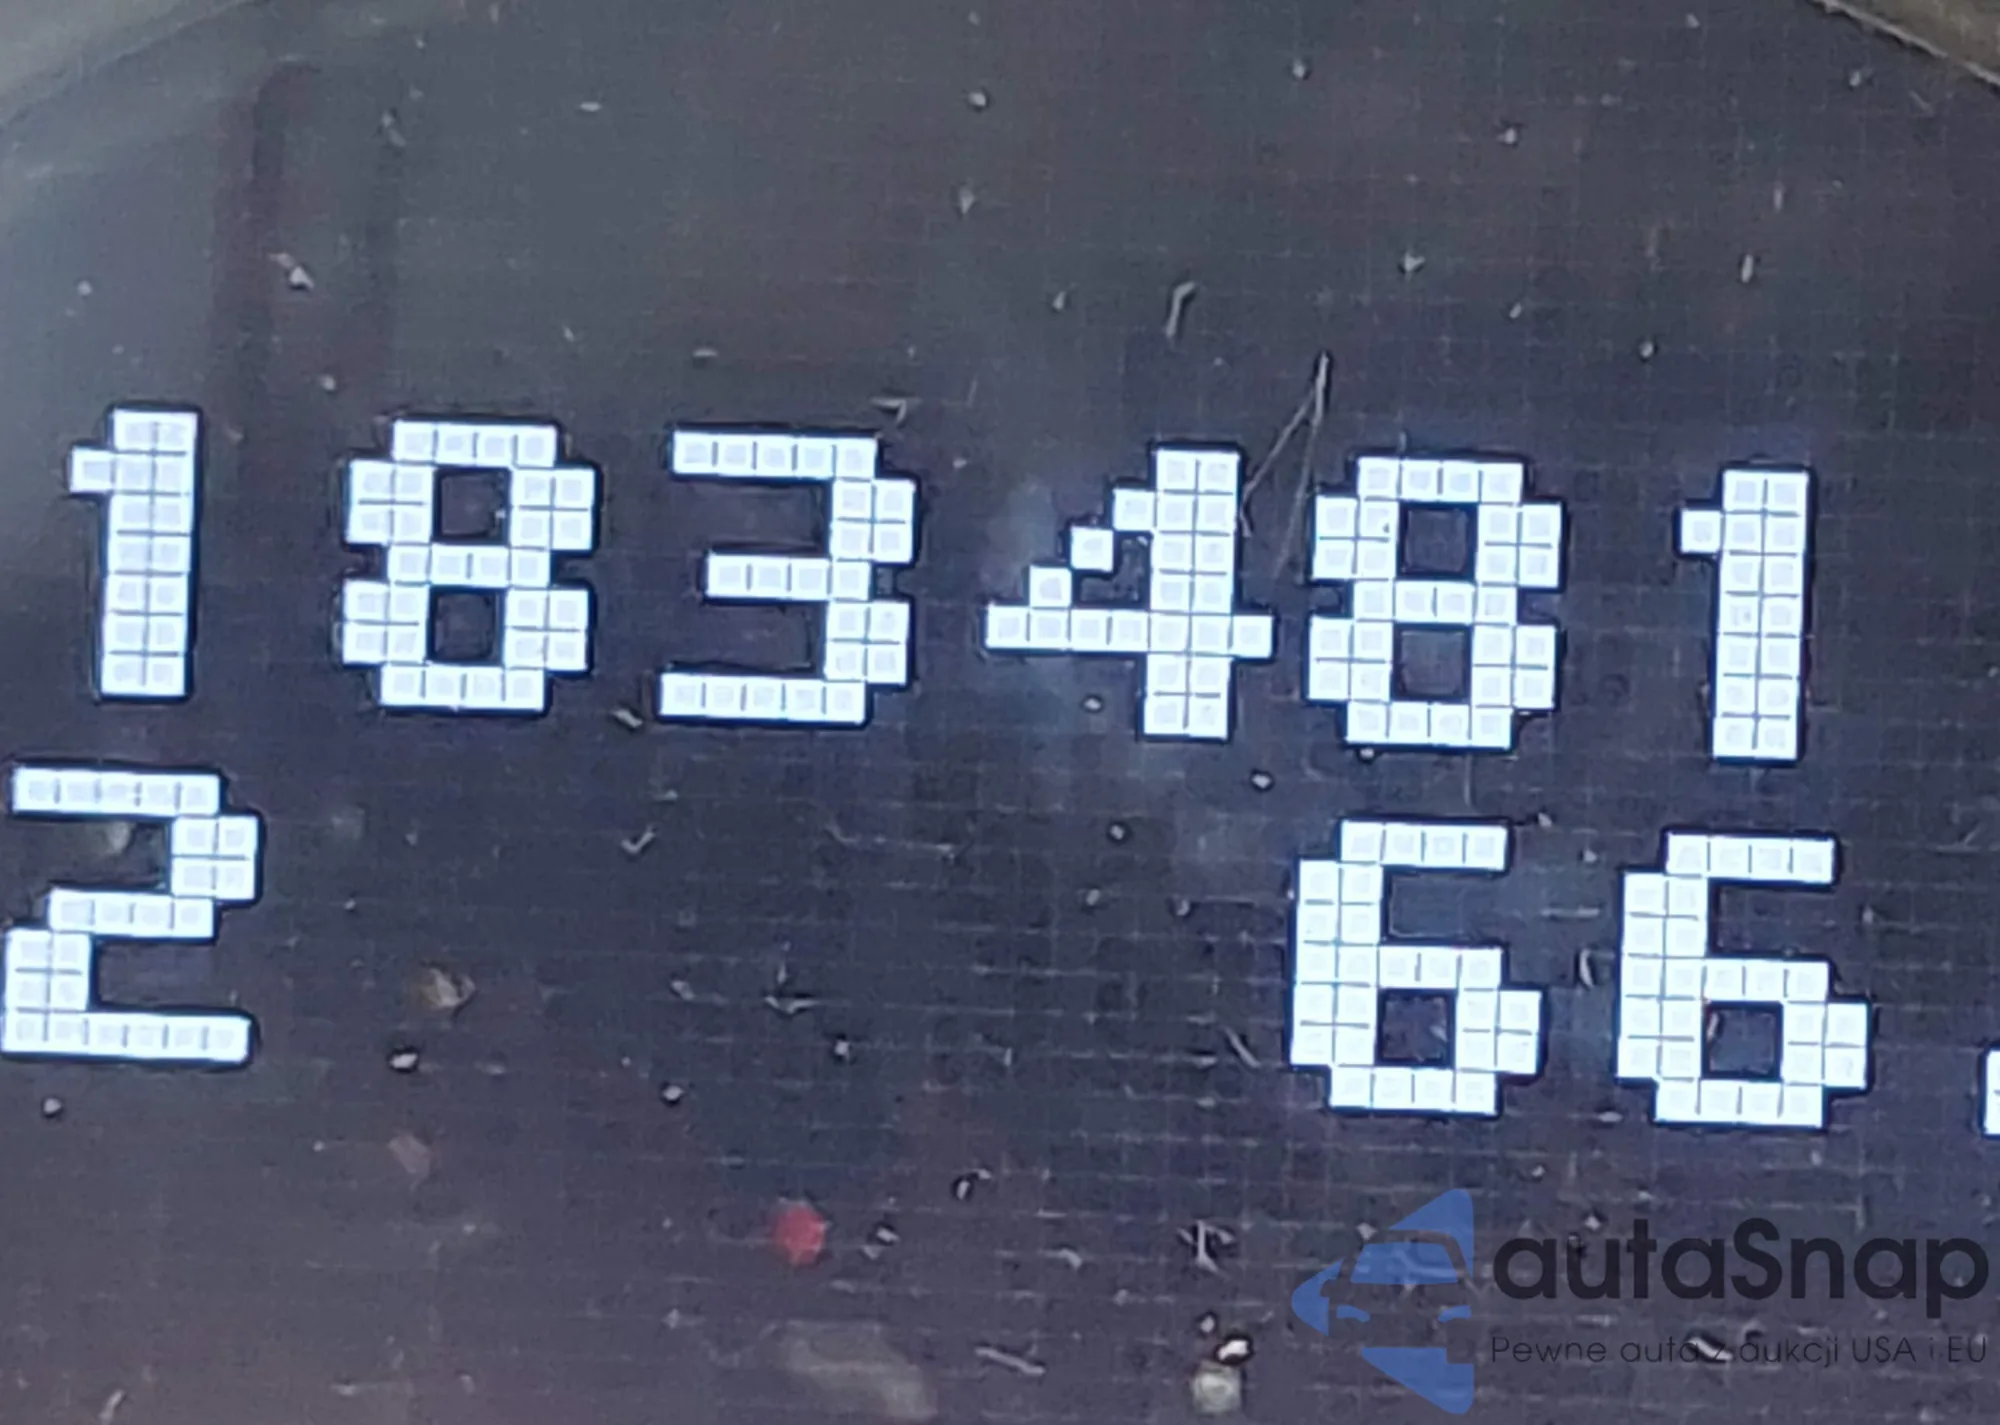 183481
2 66.
autaSnap
Pewne auta z aukcji USA i EU